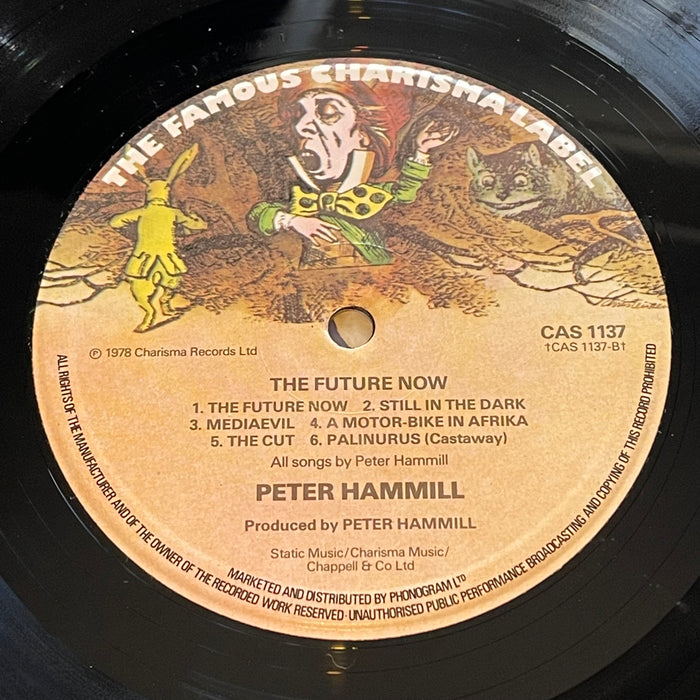 THE FAMOUS CHARISMA LABEL
℗ 1978 Charisma Records Ltd
CAS 1137
†CAS 1137-B†
THE FUTURE NOW
1. THE FUTURE NOW 2. STILL IN THE DARK
3. MEDIAEVIL 4. A MOTOR-BIKE IN AFRIKA
5. THE CUT 6. PALINURUS (Castaway)
All songs by Peter Hammill
PETER HAMMILL
Produced by PETER HAMMILL
Static Music/Charisma Music/
Chappell & Co Ltd
MARKETED AND DISTRIBUTED BY PHONOGRAM LTD
ALL RIGHTS OF THE MANUFACTURER AND OF THE OWNER OF THE RECORDED WORK RESERVED · UNAUTHORISED PUBLIC PERFORMANCE BROADCASTING AND COPYING OF THIS RECORD PROHIBITED